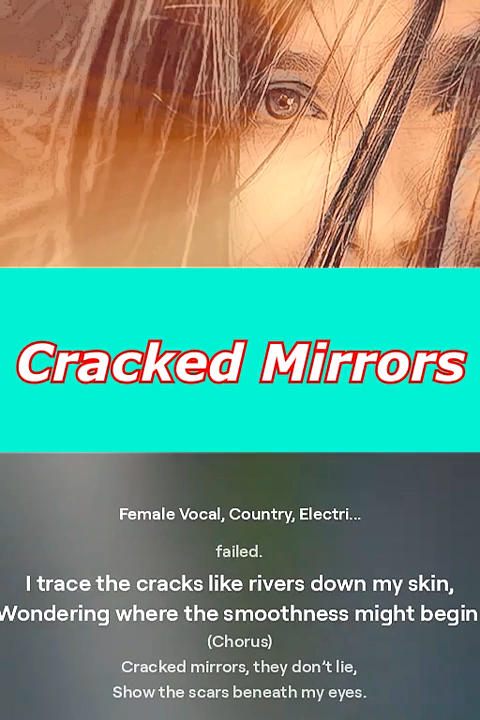 Cracked Mirrors
Female Vocal, Country, Electri...
failed.
I trace the cracks like rivers down my skin,
Wondering where the smoothness might begin
(Chorus)
Cracked mirrors, they don’t lie,
Show the scars beneath my eyes.